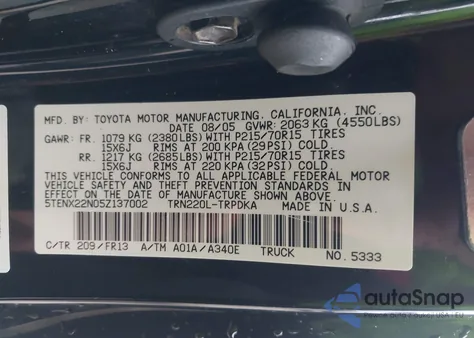 MFD. BY: TOYOTA MOTOR MANUFACTURING, CALIFORNIA, INC.
DATE 08/05 GVWR: 2063 KG (4550LBS)
GAWR: FR. 1079 KG (2380LBS) WITH P215/70R15 TIRES
15X6J RIMS AT 200 KPA (29PSI) COLD.
RR. 1217 KG (2685LBS) WITH P215/70R15 TIRES
15X6J RIMS AT 220 KPA (32PSI) COLD.
THIS VEHICLE CONFORMS TO ALL APPLICABLE FEDERAL MOTOR
VEHICLE SAFETY AND THEFT PREVENTION STANDARDS IN
EFFECT ON THE DATE OF MANUFACTURE SHOWN ABOVE.
5TENX22N05Z137002 TRN220L-TRPDKA MADE IN U.S.A.
C/TR 209/FR13 A/TM A01A/A340E TRUCK NO. 5333
autoSnap